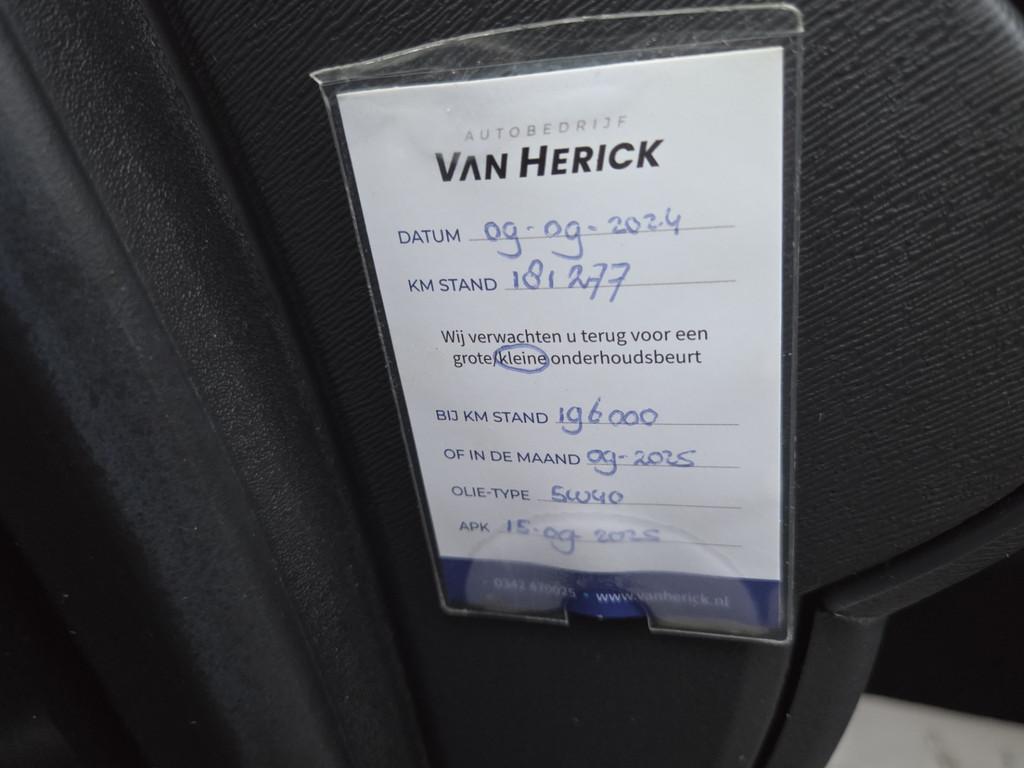 AUTOBEDRIJF
VAN HERICK
DATUM 09-09-2024
KM STAND 181277
Wij verwachten u terug voor een
grote/kleine onderhoudsbeurt
BIJ KM STAND 196000
OF IN DE MAAND 09-2025
OLIE-TYPE 5W40
APK 15-09-2025
0342 470025 • www.vanherick.nl